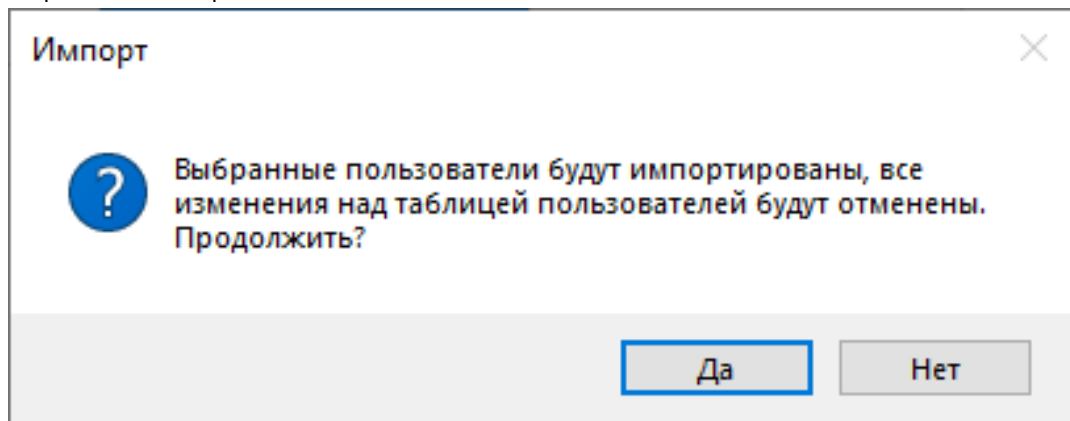 Импорт
?
Выбранные пользователи будут импортированы, все
изменения над таблицей пользователей будут отменены.
Продолжить?
Да
Нет